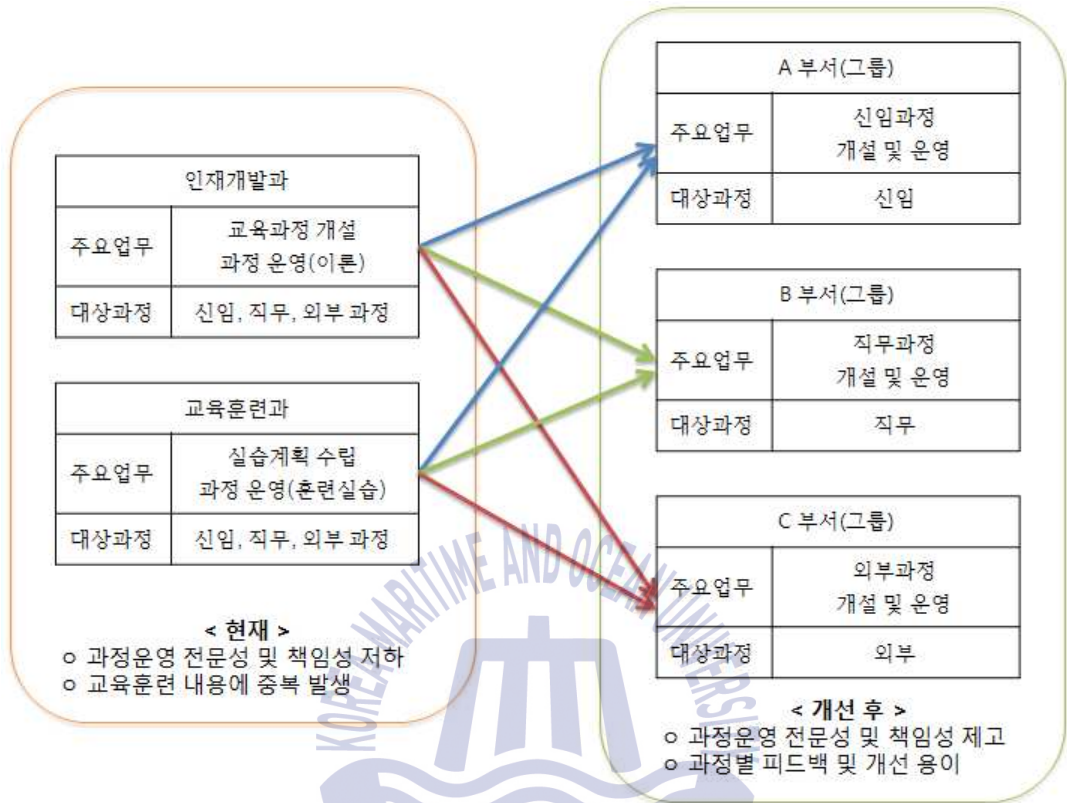 인재개발과
주요업무
교육과정 개설
과정 운영(이론)
대상과정
신임, 직무, 외부 과정
교육훈련과
주요업무
실습계획 수립
과정 운영(훈련실습)
대상과정
신임, 직무, 외부 과정
< 현재 >
ㅇ 과정운영 전문성 및 책임성 저하
ㅇ 교육훈련 내용에 중복 발생
A 부서(그룹)
주요업무
신임과정
개설 및 운영
대상과정
신임
B 부서(그룹)
주요업무
직무과정
개설 및 운영
대상과정
직무
C 부서(그룹)
주요업무
외부과정
개설 및 운영
대상과정
외부
< 개선 후 >
ㅇ 과정운영 전문성 및 책임성 제고
ㅇ 과정별 피드백 및 개선 용이
KOREA MARITIME AND OCEAN UNIVERSITY